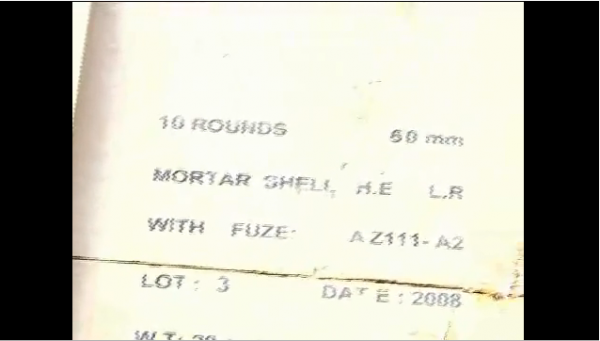 10 ROUNDS 60 mm
MORTAR SHELL, H.E L.R
WITH FUZE: AZ111-A2
LOT: 3 DATE: 2008
W.T: